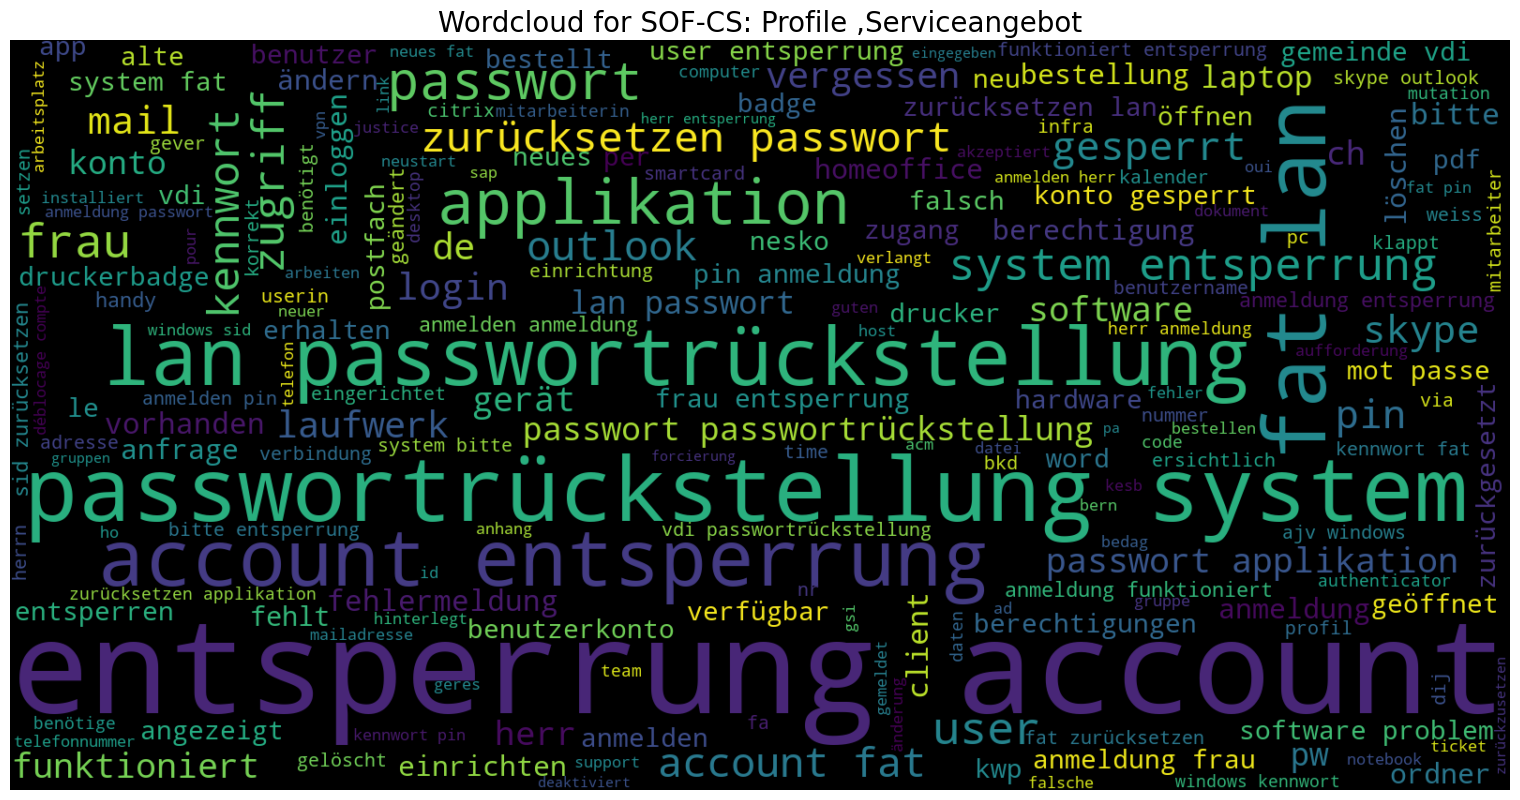 Wordcloud for SOF-CS: Profile ,Serviceangebot
app
alte
benutzer
neues fat
bestellt
user entsperrung
eingegeben
funktioniert entsperrung
gemeinde vdi
arbeitsplatz
system fat
ändern
link
passwort
computer
vergessen
neu
bestellung
laptop
skype outlook
mutation
mail
gever
kennwort
zugriff
vpn
justice
citrix
mitarbeiterin
herr entsperrung
badge
zurücksetzen lan
öffnen
bitte
setzen
konto
benötigt
einloggen
neustart
zurücksetzen passwort
neues
per
smartcard
infra
akzeptiert
gesperrt
oui
ch
löschen
pdf
installiert
vdi
sap
homeoffice
anmelden herr
kalender
fat pin
anmeldung passwort
korrekt
postfach
geändert
desktop
applikation
falsch
konto gesperrt
dokument
weiss
mitarbeiter
frau
pour
de
outlook
nesko
zugang
berechtigung
pc
lan
klappt
druckerbadge
arbeiten
einrichtung
pin anmeldung
verlangt
system entsperrung
handy
userin
neuer
login
lan passwort
guten
drucker
benutzername
software
anmeldung entsperrung
sid zurücksetzen
déblocage compte
windows sid
erhalten
anmelden anmeldung
host
herr anmeldung
skype
telefon
lan passwortrückstellung
fat
aufforderung
mot passe
le
anmelden pin
eingerichtet
gerät
frau entsperrung
hardware
fehler
via
zurückgesetzt
vorhanden
laufwerk
nummer
bestellen
pin
adresse
anfrage
verbindung
system bitte
passwort passwortrückstellung
acm
pa
code
gruppen
forcierung
time
datei
bkd
word
ersichtlich
kennwort fat
passwortrückstellung
kesb
bern
system
herrn
ho
bitte entsperrung
anhang
vdi passwortrückstellung
bedag
ajv windows
account entsperrung
id
passwort applikation
zurücksetzen applikation
nr
anmeldung funktioniert
authenticator
entsperren
fehlt
fehlermeldung
hinterlegt
verfügbar
gsi
client
ad
gruppe
anmeldung
geöffnet
mailadresse
benutzerkonto
daten
berechtigungen
profil
entsperrung
team
geres
gemeldet
account
dij
zurückzusetzen
benötige
angezeigt
kennwort pin
herr
anmelden
fa
änderung
user
fat zurücksetzen
software problem
telefonnummer
ticket
funktioniert
gelöscht
einrichten
support
deaktiviert
account fat
kwp
anmeldung frau
falsche
windows kennwort
pw
notebook
ordner